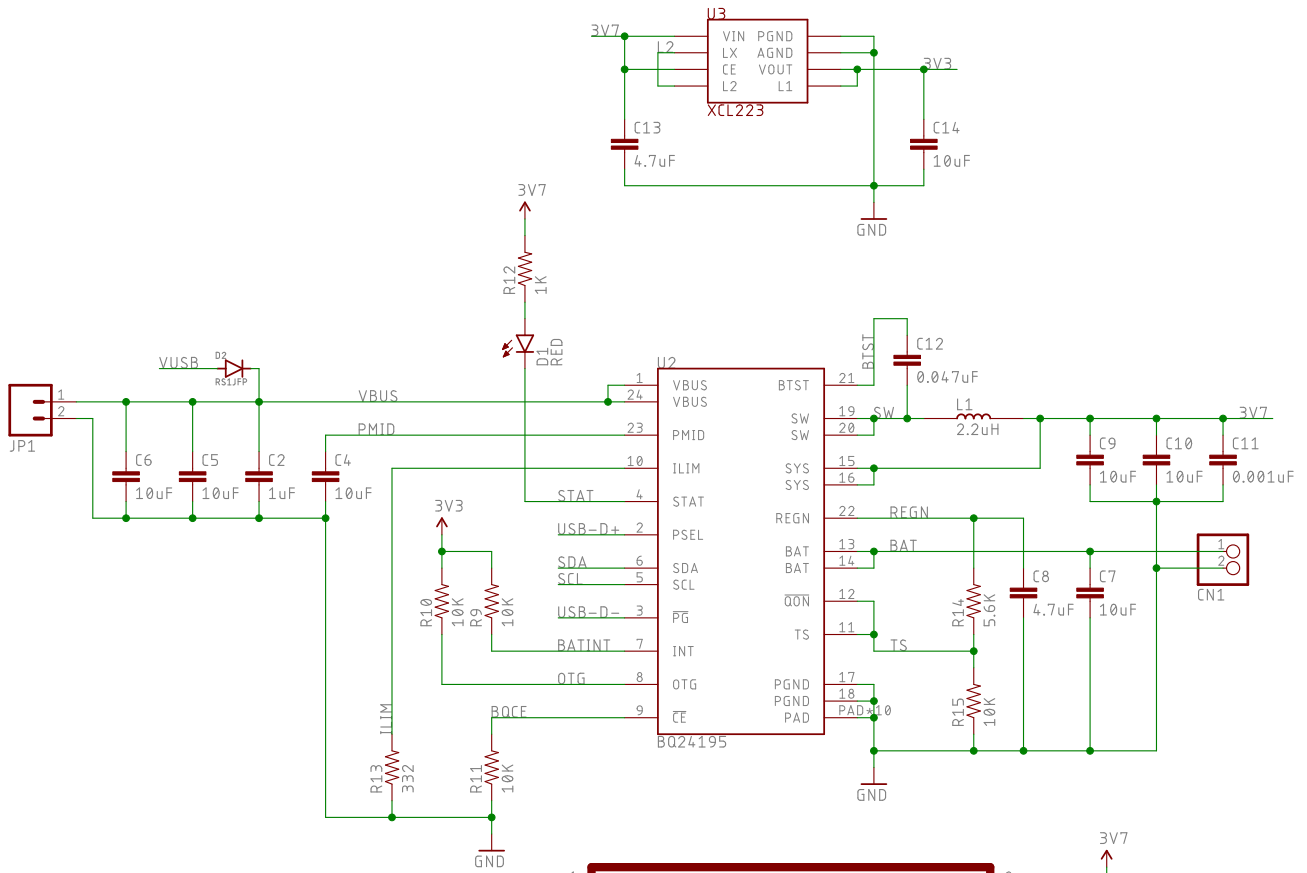 U3
3V7
VIN PGND
L2
LX AGND
CE VOUT
3V3
L2 L1
XCL223
C13
4.7uF
C14
10uF
GND
3V7
R12
1K
D1
RED
VUSB
D2
RS1JFP
JP1
1
2
VBUS
PMID
C6
10uF
C5
10uF
C2
1uF
C4
10uF
STAT
3V3
USB-D+
SDA
SCL
USB-D-
BATINT
OTG
BQCE
R10
10K
R9
10K
ILIM
R13
332
R11
10K
GND
U2
1 VBUS
24 VBUS
23 PMID
10 ILIM
4 STAT
2 PSEL
6 SDA
5 SCL
3 PG
7 INT
8 OTG
9 CE
BTST 21
SW 19
SW 20
SYS 15
SYS 16
REGN 22
BAT 13
BAT 14
QON 12
TS 11
PGND 17
PGND 18
PAD PAD*10
BQ24195
BTST
C12
0.047uF
SW
L1
2.2uH
3V7
C9
10uF
C10
10uF
C11
0.001uF
REGN
BAT
R14
5.6K
C8
4.7uF
C7
10uF
1
2
CN1
TS
R15
10K
GND
3V7